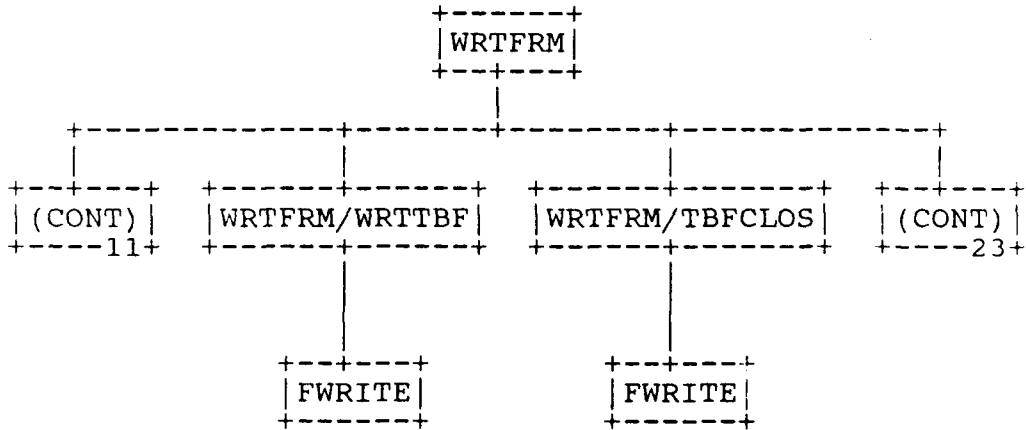 WRTFRM
(CONT) WRTFRM/WRTTBF WRTFRM/TBFCLOS (CONT)
11 23
FWRITE FWRITE